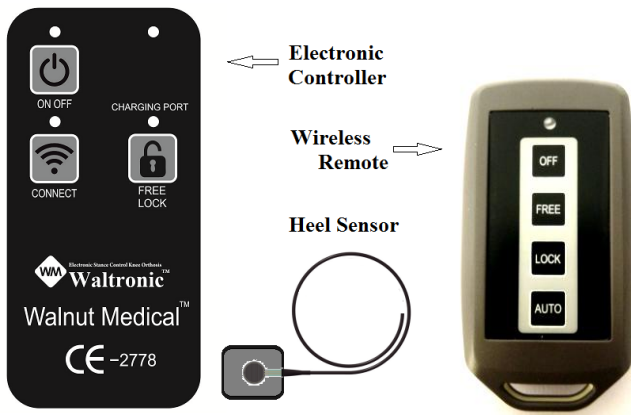 ON OFF
CHARGING PORT
CONNECT
FREE
LOCK
WM
Electronic Stance Control Knee Orthosis
Waltronic™
Walnut Medical™
CE-2778
Electronic
Controller
Wireless
Remote
Heel Sensor
OFF
FREE
LOCK
AUTO